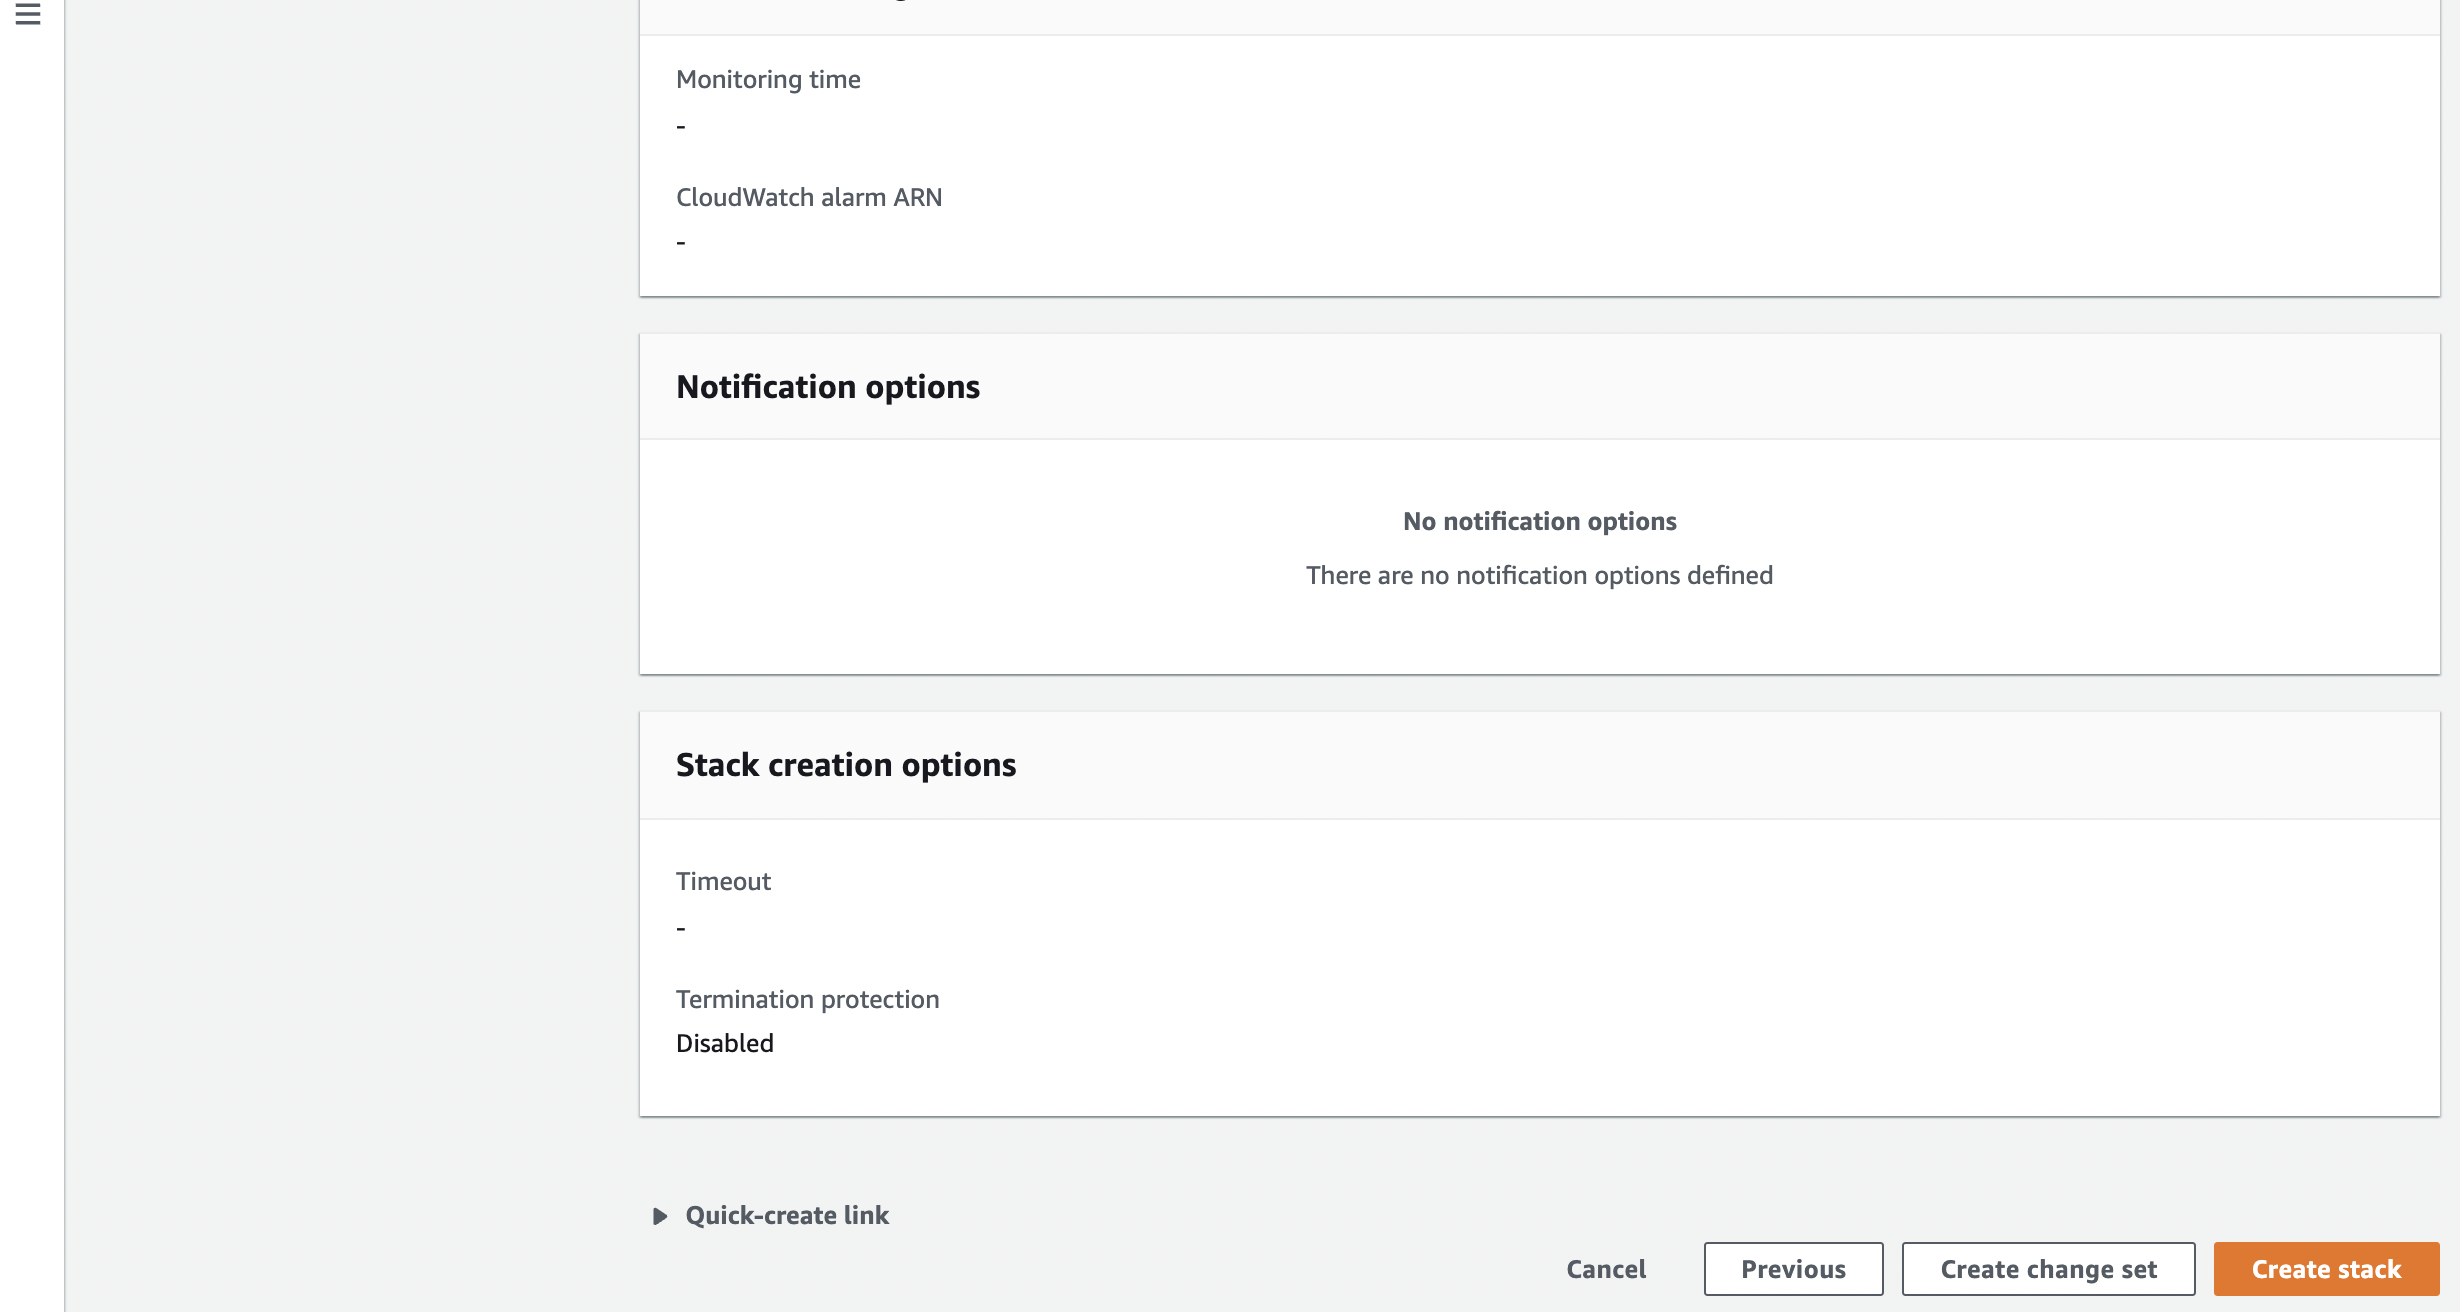 Monitoring time
-
CloudWatch alarm ARN
-
Notification options
No notification options
There are no notification options defined
Stack creation options
Timeout
-
Termination protection
Disabled
Quick-create link
Cancel
Previous
Create change set
Create stack